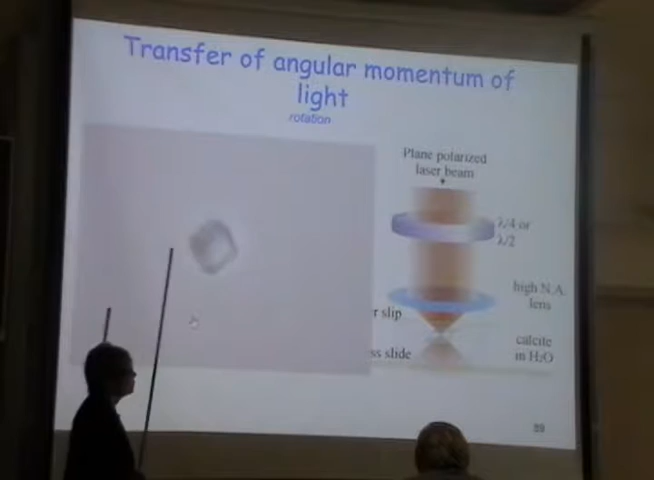 Transfer of angular momentum of
light
rotation
Plane polarized
laser beam
λ/4 or
λ/2
high N.A.
lens
r slip
calcite
in H₂O
ss slide